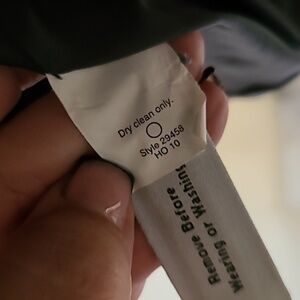 Dry clean only.
Style 29458
HO 10
Remove Before
Wearing or Washing